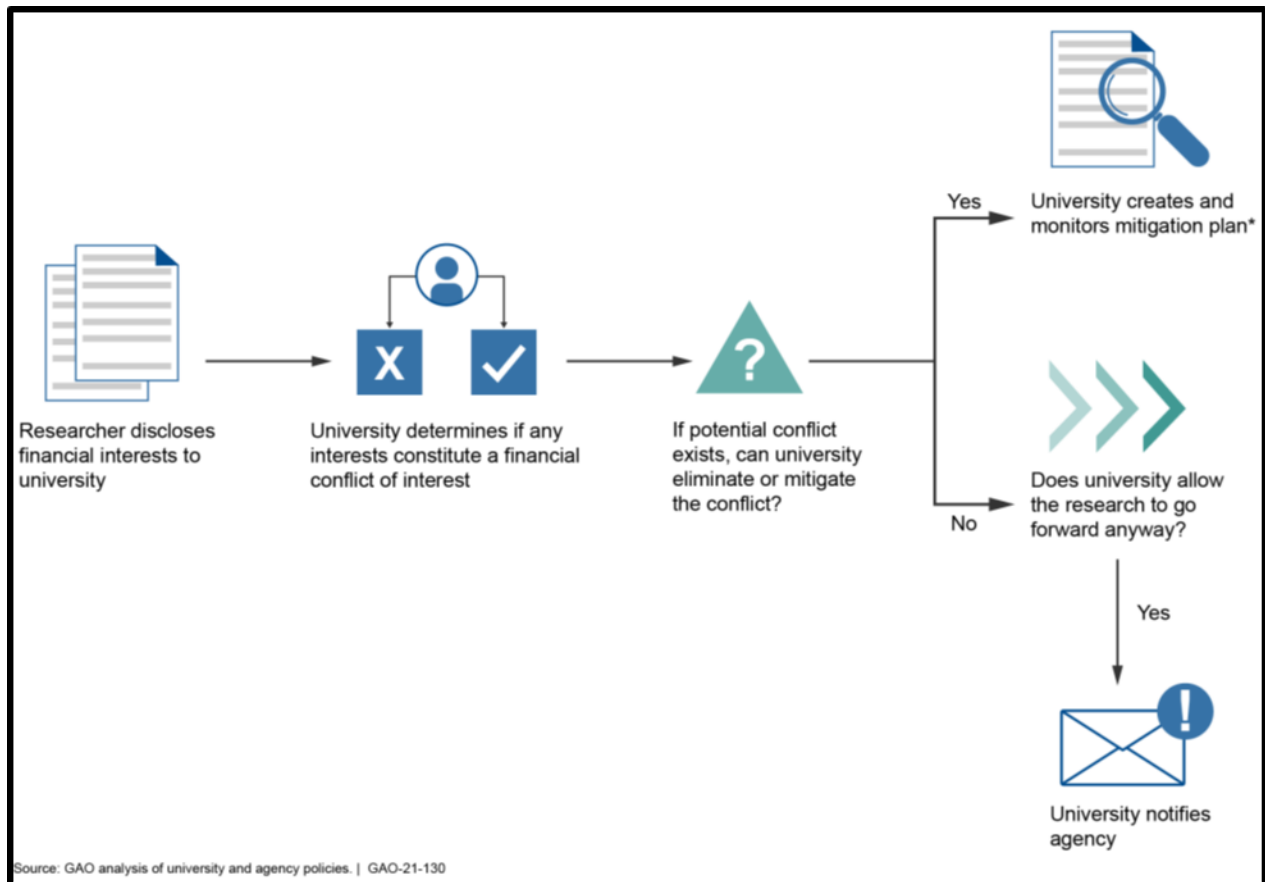 Researcher discloses
financial interests to
university
X
University determines if any
interests constitute a financial
conflict of interest
?
If potential conflict
exists, can university
eliminate or mitigate
the conflict?
Yes
University creates and
monitors mitigation plan*
No
Does university allow
the research to go
forward anyway?
Yes
!
University notifies
agency
Source: GAO analysis of university and agency policies. | GAO-21-130